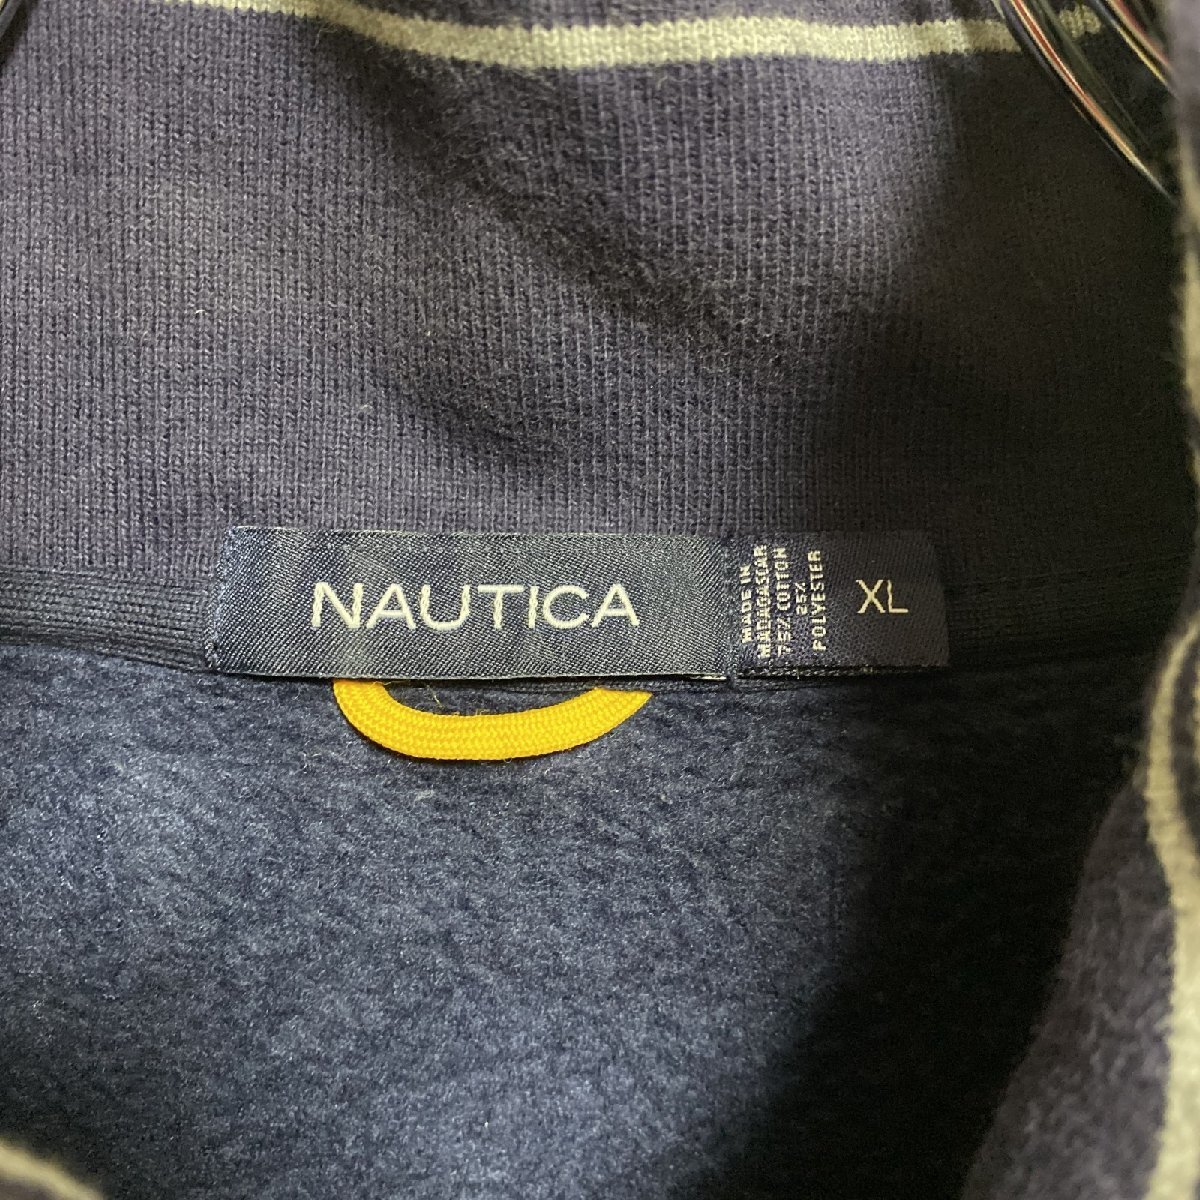 NAUTICA
MADE IN
MADAGASCAR
75% COTTON
25%
POLYESTER
XL